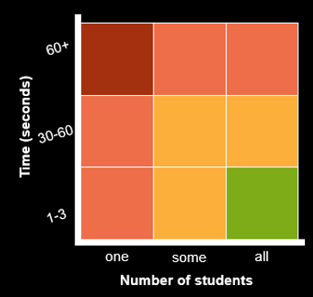 Time (seconds)
60+
30-60
1-3
one some all
Number of students